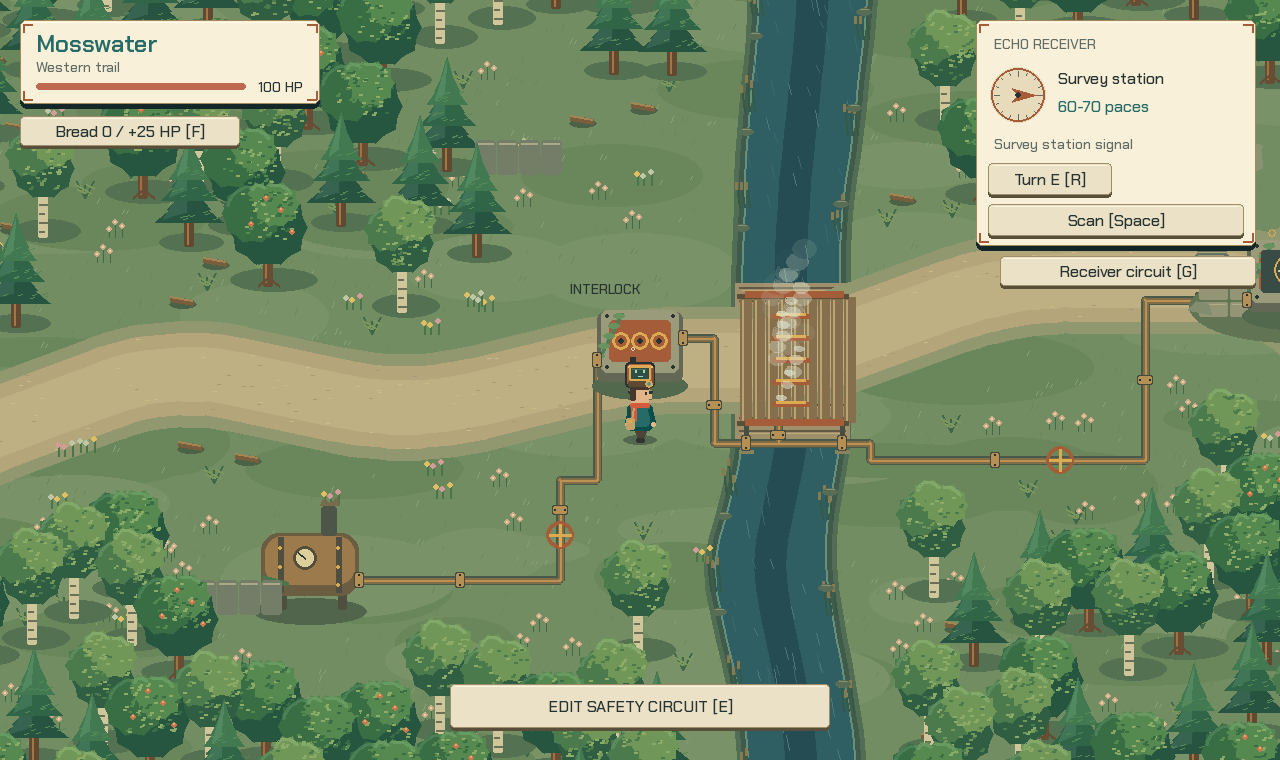 Mosswater
Western trail
100 HP
Bread 0 / +25 HP [F]
ECHO RECEIVER
Survey station
60-70 paces
Survey station signal
Turn E [R]
Scan [Space]
Receiver circuit [G]
INTERLOCK
EDIT SAFETY CIRCUIT [E]